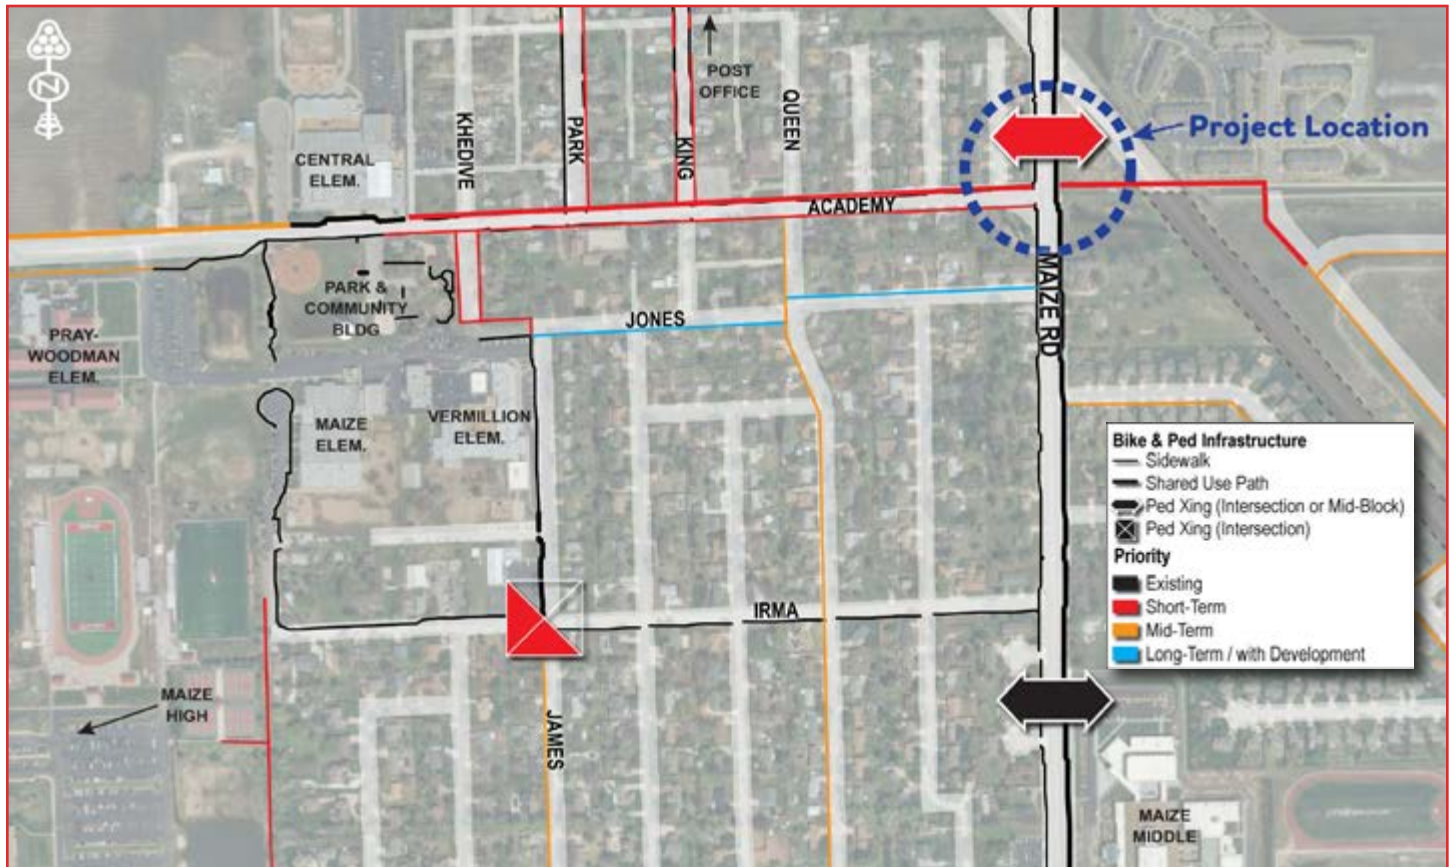 N
POST
OFFICE
KHEDIVE
PARK
KING
QUEEN
Project Location
CENTRAL
ELEM.
ACADEMY
PARK &
COMMUNITY
BLDG
MAIZE RD
JONES
PRAY-
WOODMAN
ELEM.
MAIZE
ELEM.
VERMILLION
ELEM.
Bike & Ped Infrastructure
Sidewalk
Shared Use Path
Ped Xing (Intersection or Mid-Block)
Ped Xing (Intersection)
Priority
Existing
Short-Term
Mid-Term
Long-Term / with Development
IRMA
MAIZE
HIGH
JAMES
MAIZE
MIDDLE